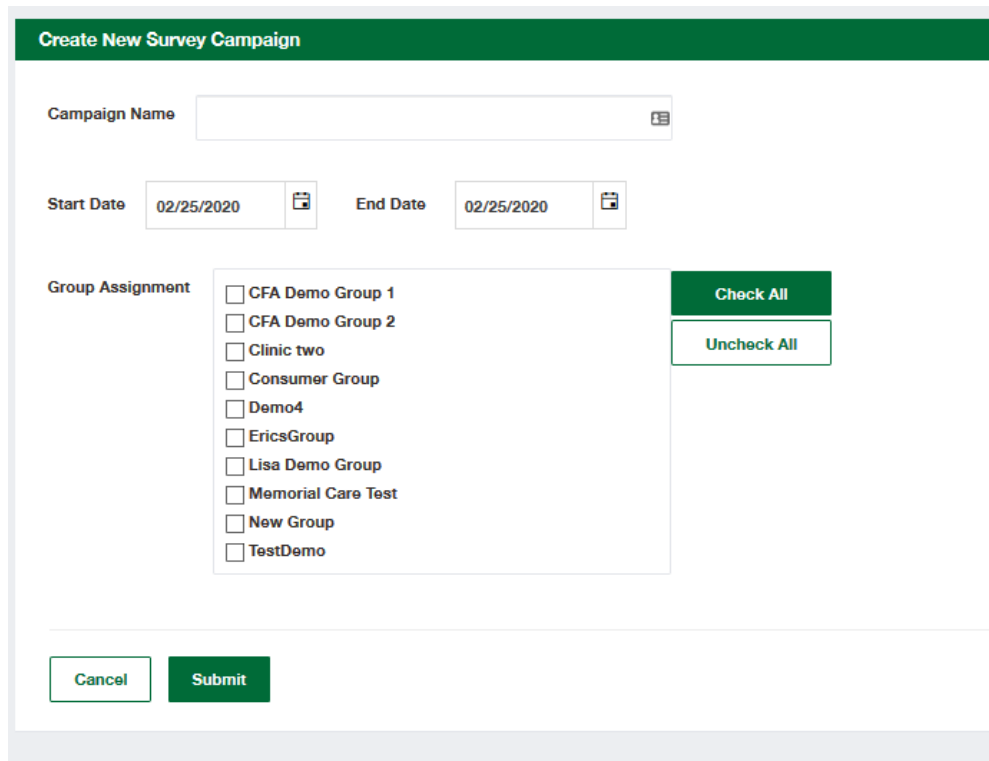 Create New Survey Campaign
Campaign Name
Start Date 02/25/2020 End Date 02/25/2020
Group Assignment
CFA Demo Group 1
CFA Demo Group 2
Clinic two
Consumer Group
Demo4
EricsGroup
Lisa Demo Group
Memorial Care Test
New Group
TestDemo
Check All
Uncheck All
Cancel Submit